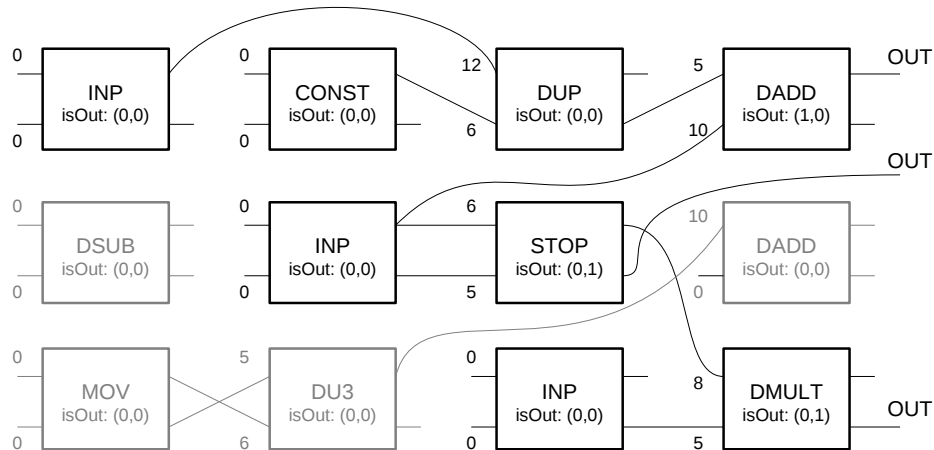 0 0 12 5 OUT
INP CONST DUP DADD
isOut: (0,0) isOut: (0,0) isOut: (0,0) isOut: (1,0)
0 0 6 10
OUT
0 0 6 10
DSUB INP STOP DADD
isOut: (0,0) isOut: (0,0) isOut: (0,1) isOut: (0,0)
0 0 5 0
0 5 0 8
MOV DU3 INP DMULT
isOut: (0,0) isOut: (0,0) isOut: (0,0) isOut: (0,1)
OUT
0 6 0 5